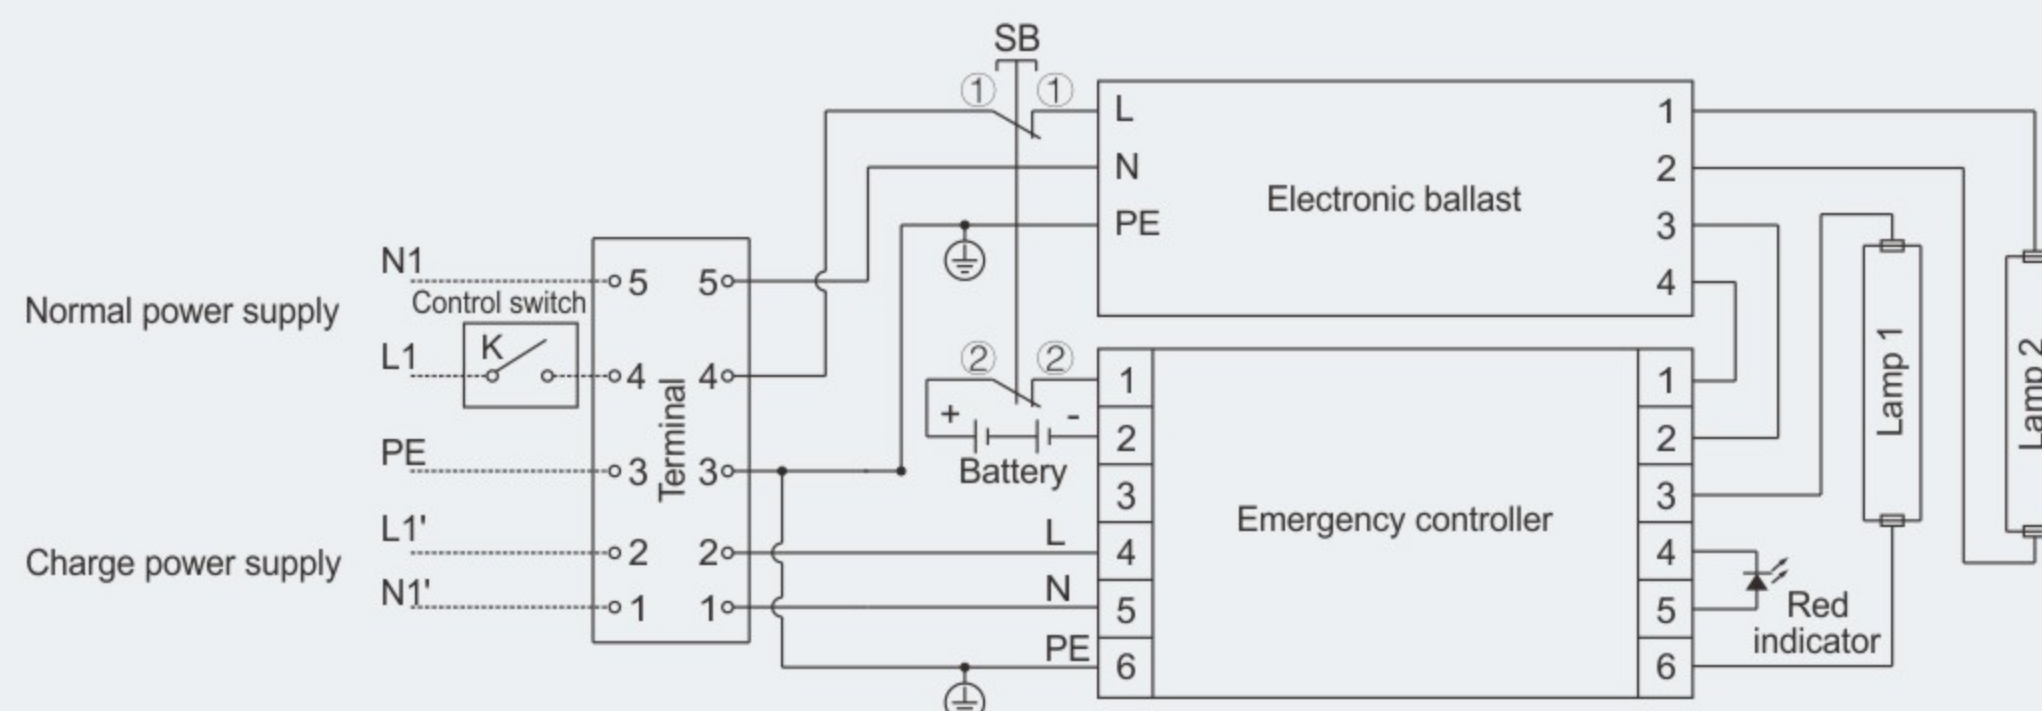 SB
① ①
L 1
N 2
Electronic ballast
PE 3
4
N1
5 5
Control switch
Normal power supply
K
L1
4 4
Terminal
PE
3 3
L1'
2 2
Charge power supply
N1'
1 1
② ②
+ -
Battery
1 1
2 2
3 3
Emergency controller
L
4 4
N
5 5
PE
6 6
Red
indicator
Lamp 1
Lamp 2